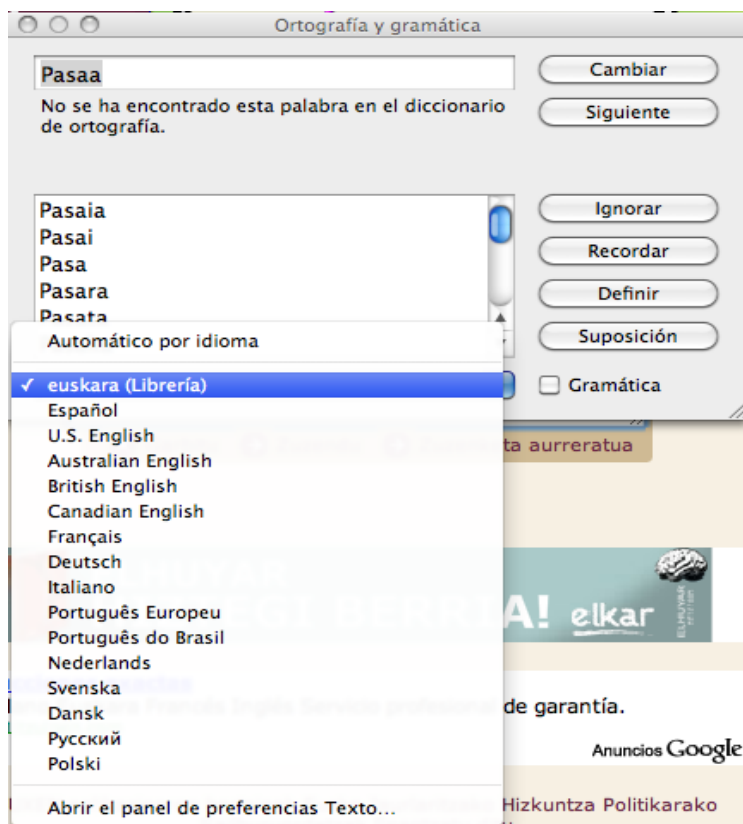 Ortografía y gramática
Pasaa
Cambiar
No se ha encontrado esta palabra en el diccionario
de ortografía.
Siguiente
Pasaia
Pasai
Pasa
Pasara
Pasata
Ignorar
Recordar
Definir
Suposición
Gramática
Automático por idioma
✓ euskara (Librería)
Español
U.S. English
Australian English
British English
Canadian English
Français
Deutsch
Italiano
Português Europeu
Português do Brasil
Nederlands
Svenska
Dansk
Русский
Polski
Abrir el panel de preferencias Texto...
ta aurreratua
ELHUYAR
BERRIA! elkar
ELHUYAR
de garantía.
Anuncios Google
Hizkuntza Politikarako